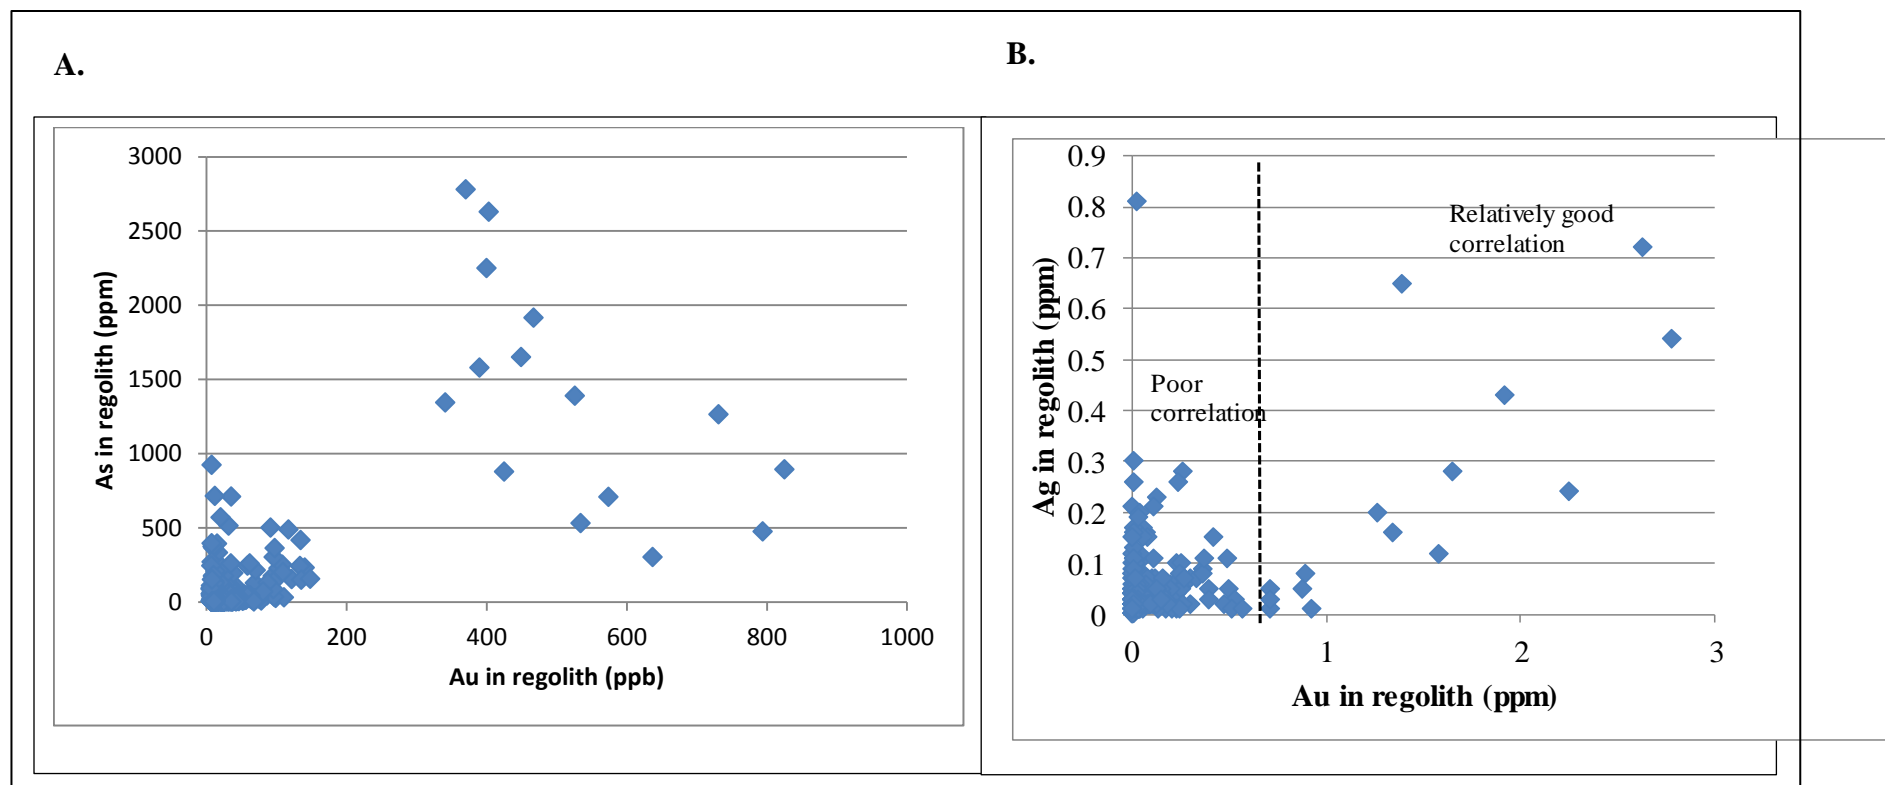 A.
3000
2500
2000
1500
1000
500
0
As in regolith (ppm)
0 200 400 600 800 1000
Au in regolith (ppb)
B.
0.9
0.8
0.7
0.6
0.5
0.4
0.3
0.2
0.1
0
Ag in regolith (ppm)
Relatively good
correlation
Poor
correlation
0 1 2 3
Au in regolith (ppm)